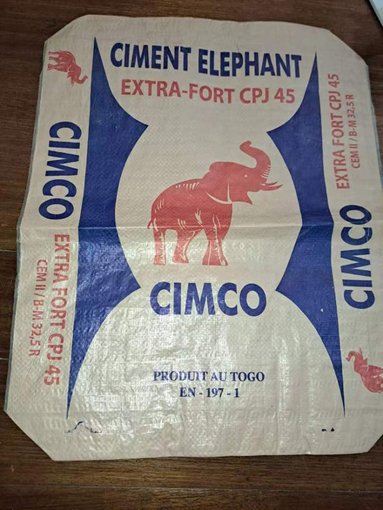 CIMENT ELEPHANT
EXTRA-FORT CPJ 45
CIMCO
PRODUIT AU TOGO
EN - 197 - 1
CIMCO
EXTRA FORT CPJ 45
CEM II / B-M 32,5 R
EXTRA FORT CPJ 45
CEM II / B-M 32,5 R
CIMCO